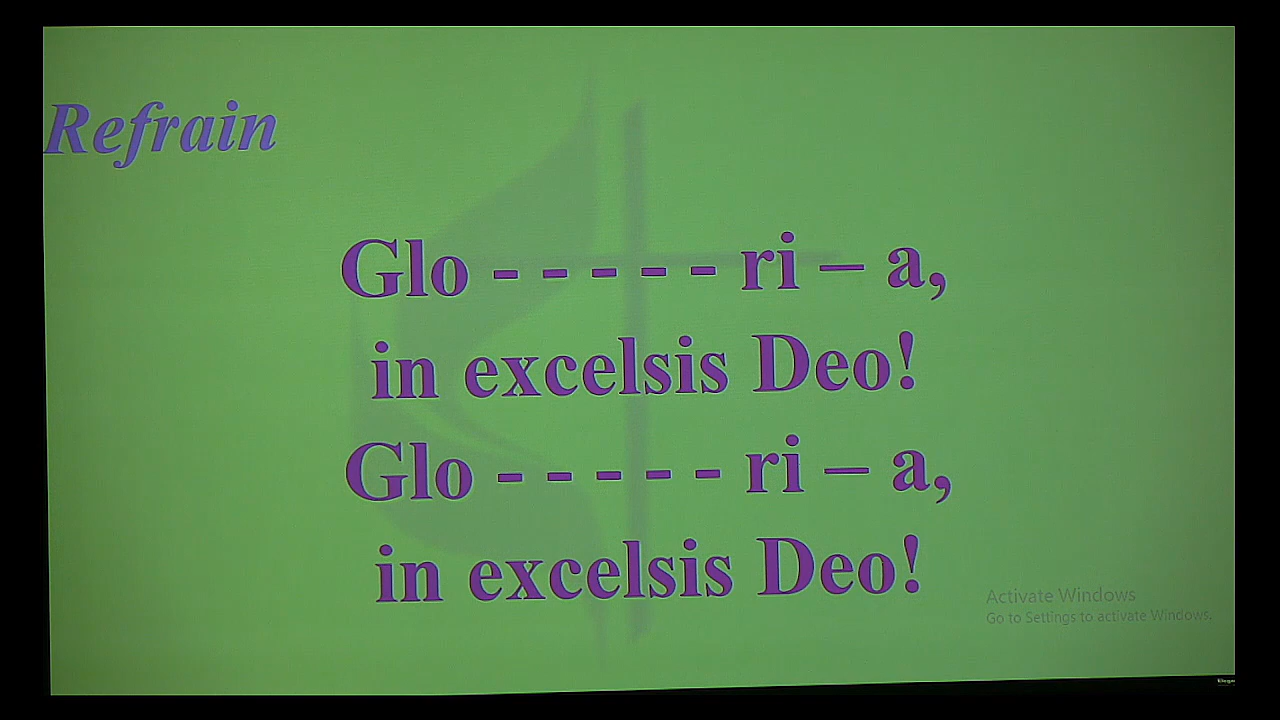 Refrain
Glo - - - - - ri – a,
in excelsis Deo!
Glo - - - - - ri – a,
in excelsis Deo!
Activate Windows
Go to Settings to activate Windows.